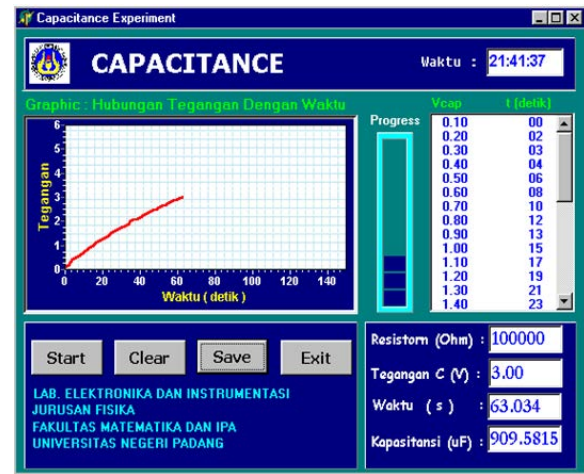 Capacitance Experiment
CAPACITANCE
Waktu : 21:41:37
Graphic : Hubungan Tegangan Dengan Waktu
6
5
4
3
2
1
0
Tegangan
0 20 40 60 80 100 120 140
Waktu ( detik )
Progress
Vcap t (detik)
0.10 00
0.20 02
0.30 03
0.40 04
0.50 06
0.60 08
0.70 10
0.80 12
0.90 13
1.00 15
1.10 17
1.20 19
1.30 21
1.40 23
Start Clear Save Exit
LAB. ELEKTRONIKA DAN INSTRUMENTASI
JURUSAN FISIKA
FAKULTAS MATEMATIKA DAN IPA
UNIVERSITAS NEGERI PADANG
Resistorn (Ohm) : 100000
Tegangan C (V) : 3.00
Waktu ( s ) : 63.034
Kapasitansi (uF) : 909.5815